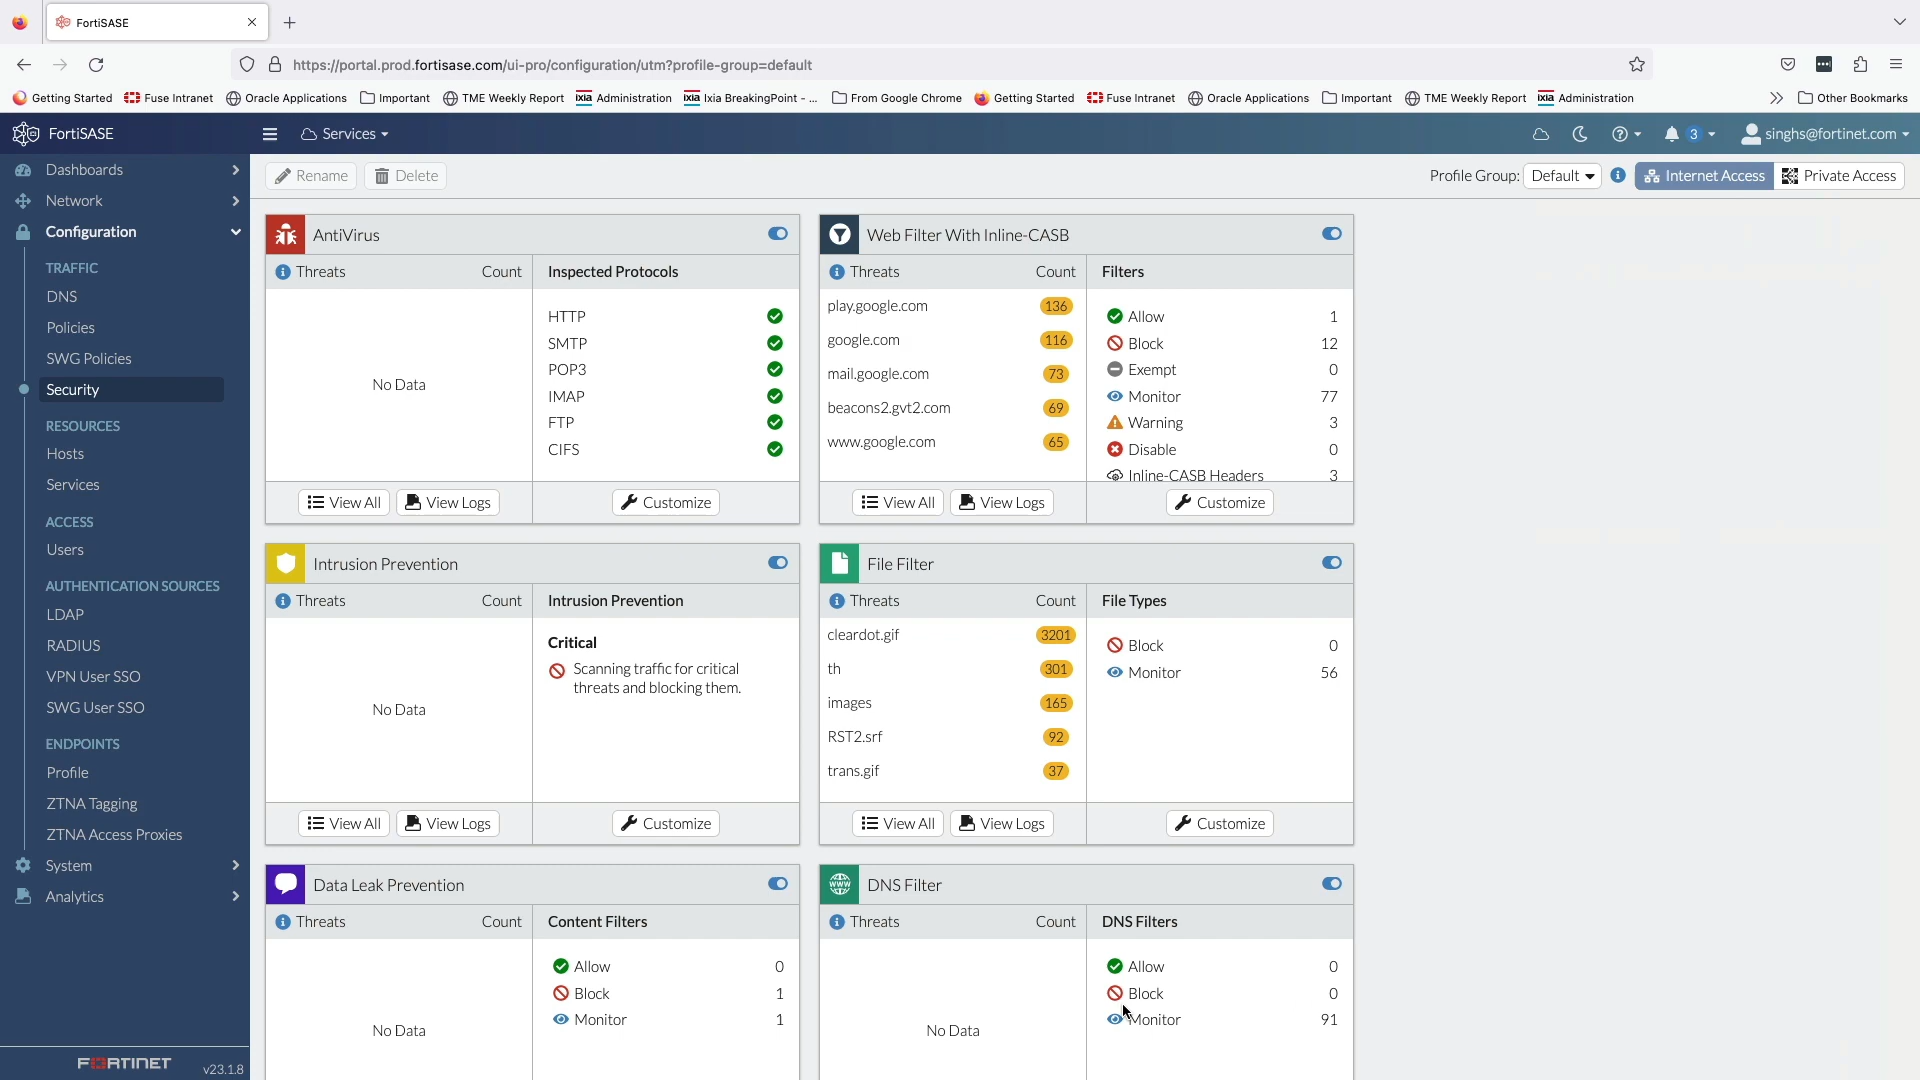 FortiSASE
https://portal.prod.fortisase.com/ui-pro/configuration/utm?profile-group=default
Getting Started Fuse Intranet Oracle Applications Important TME Weekly Report ixia Administration ixia Ixia BreakingPoint - ... From Google Chrome Getting Started Fuse Intranet Oracle Applications Important TME Weekly Report ixia Administration Other Bookmarks
FortiSASE Services 3 singhs@fortinet.com
Dashboards
Network
Configuration
TRAFFIC
DNS
Policies
SWG Policies
Security
RESOURCES
Hosts
Services
ACCESS
Users
AUTHENTICATION SOURCES
LDAP
RADIUS
VPN User SSO
SWG User SSO
ENDPOINTS
Profile
ZTNA Tagging
ZTNA Access Proxies
System
Analytics
FORTINET v23.1.8
Rename Delete Profile Group: Default Internet Access Private Access
AntiVirus
Threats Count Inspected Protocols
No Data
HTTP
SMTP
POP3
IMAP
FTP
CIFS
View All View Logs Customize
Web Filter With Inline-CASB
Threats Count Filters
play.google.com 136
google.com 116
mail.google.com 73
beacons2.gvt2.com 69
www.google.com 65
Allow 1
Block 12
Exempt 0
Monitor 77
Warning 3
Disable 0
Inline-CASB Headers 3
View All View Logs Customize
Intrusion Prevention
Threats Count Intrusion Prevention
No Data
Critical
Scanning traffic for critical
threats and blocking them.
View All View Logs Customize
File Filter
Threats Count File Types
cleardot.gif 3201
th 301
images 165
RST2.srf 92
trans.gif 37
Block 0
Monitor 56
View All View Logs Customize
Data Leak Prevention
Threats Count Content Filters
No Data
Allow 0
Block 1
Monitor 1
WWW DNS Filter
Threats Count DNS Filters
No Data
Allow 0
Block 0
Monitor 91